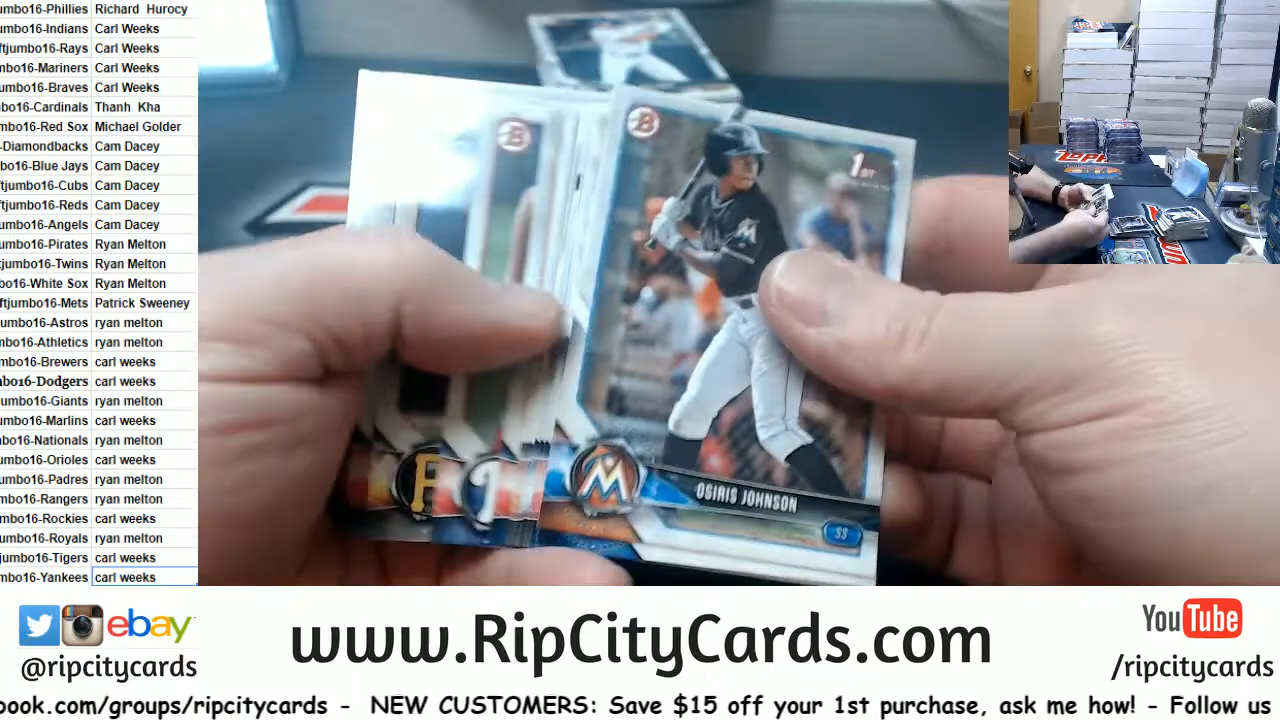 umbo16-Phillies Richard Hurocy
umbo16-Indians Carl Weeks
ftjumbo16-Rays Carl Weeks
mbo16-Mariners Carl Weeks
umbo16-Braves Carl Weeks
mbo16-Cardinals Thanh Kha
mbo16-Red Sox Michael Golder
-Diamondbacks Cam Dacey
bo16-Blue Jays Cam Dacey
ftjumbo16-Cubs Cam Dacey
ftjumbo16-Reds Cam Dacey
umbo16-Angels Cam Dacey
umbo16-Pirates Ryan Melton
tjumbo16-Twins Ryan Melton
bo16-White Sox Ryan Melton
ftjumbo16-Mets Patrick Sweeney
umbo16-Astros ryan melton
mbo16-Athletics ryan melton
mbo16-Brewers carl weeks
mbo16-Dodgers carl weeks
umbo16-Giants ryan melton
umbo16-Marlins carl weeks
bo16-Nationals ryan melton
umbo16-Orioles carl weeks
umbo16-Padres ryan melton
mbo16-Rangers ryan melton
mbo16-Rockies carl weeks
umbo16-Royals ryan melton
jumbo16-Tigers carl weeks
mbo16-Yankees carl weeks
B
B
1ST
M
P
M
OSIRIS JOHNSON
SS
TOPP
ebay
@ripcitycards
www.RipCityCards.com
YouTube
/ripcitycards
book.com/groups/ripcitycards - NEW CUSTOMERS: Save $15 off your 1st purchase, ask me how! - Follow us